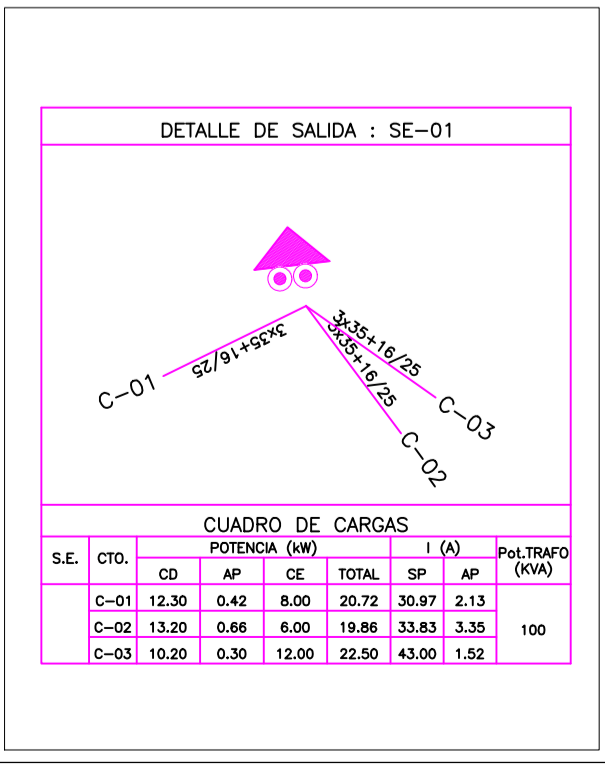 DETALLE DE SALIDA : SE-01
3x35+16/25
3x35+16/25
3x35+16/25
C-01
C-03
C-02
CUADRO DE CARGAS
S.E. CTO. POTENCIA (kW) I (A) Pot.TRAFO (KVA)
CD AP CE TOTAL SP AP
C-01 12.30 0.42 8.00 20.72 30.97 2.13
C-02 13.20 0.66 6.00 19.86 33.83 3.35 100
C-03 10.20 0.30 12.00 22.50 43.00 1.52